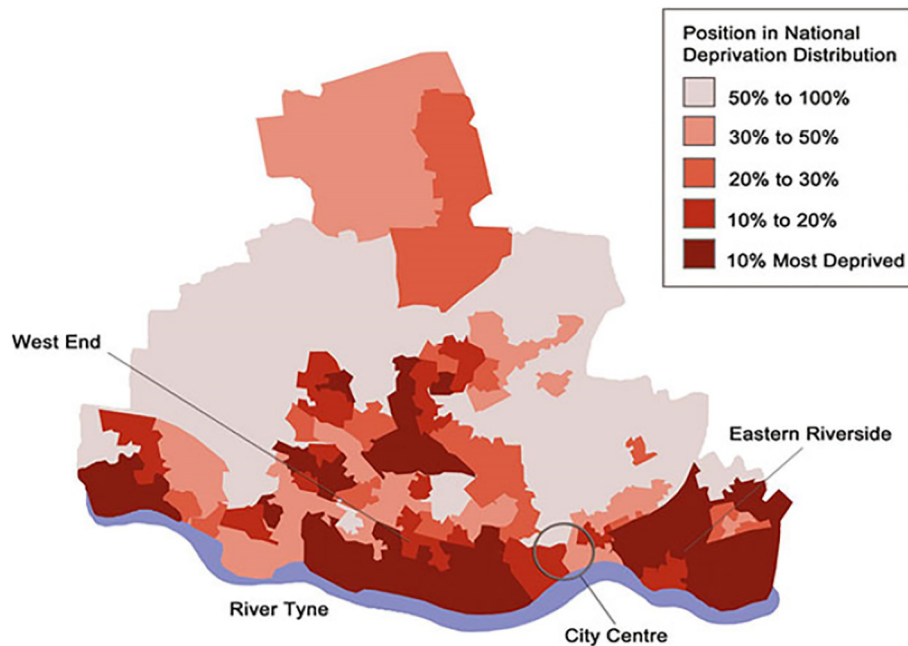 Position in National
Deprivation Distribution
50% to 100%
30% to 50%
20% to 30%
10% to 20%
10% Most Deprived
West End
Eastern Riverside
River Tyne
City Centre